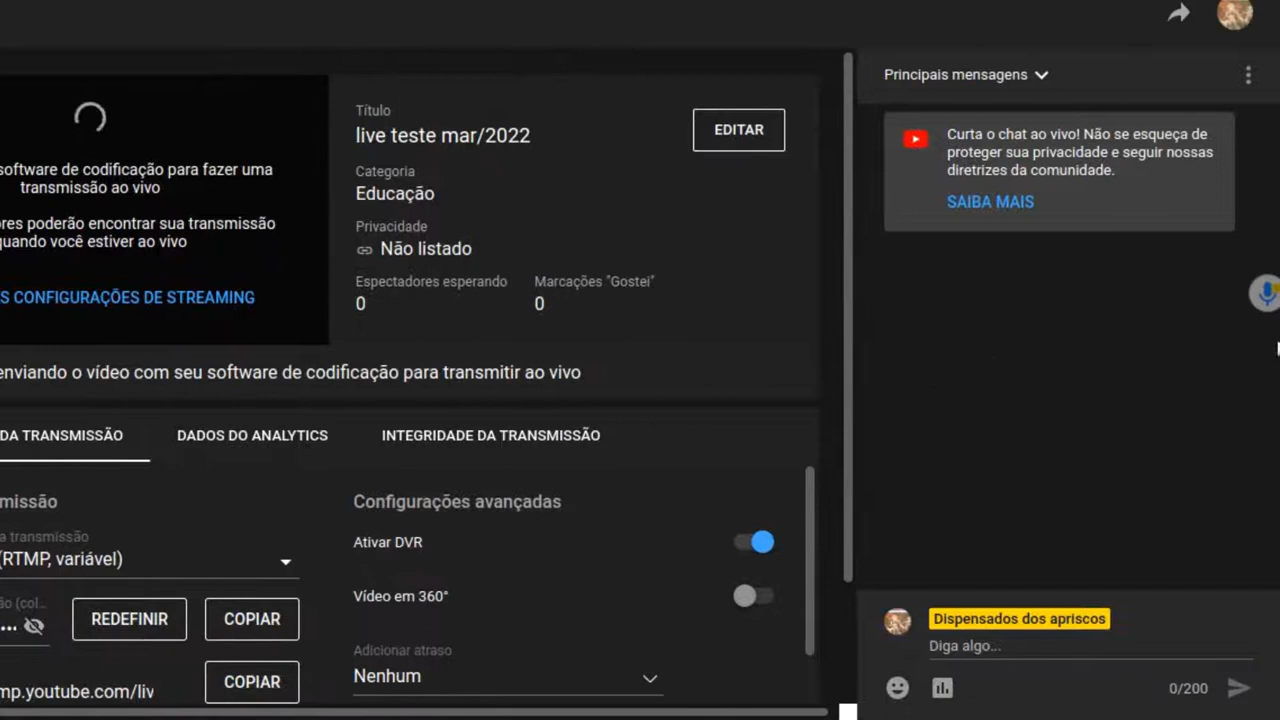 software de codificação para fazer uma
transmissão ao vivo
res poderão encontrar sua transmissão
quando você estiver ao vivo
S CONFIGURAÇÕES DE STREAMING
Título
live teste mar/2022
EDITAR
Categoria
Educação
Privacidade
Não listado
Espectadores esperando
0
Marcações "Gostei"
0
enviando o vídeo com seu software de codificação para transmitir ao vivo
DA TRANSMISSÃO
DADOS DO ANALYTICS
INTEGRIDADE DA TRANSMISSÃO
missão
a transmissão
(RTMP, variável)
ão (col...
REDEFINIR
COPIAR
mp.youtube.com/liv
COPIAR
Configurações avançadas
Ativar DVR
Vídeo em 360°
Adicionar atraso
Nenhum
Principais mensagens
Curta o chat ao vivo! Não se esqueça de
proteger sua privacidade e seguir nossas
diretrizes da comunidade.
SAIBA MAIS
Dispensados dos apriscos
Diga algo...
0/200